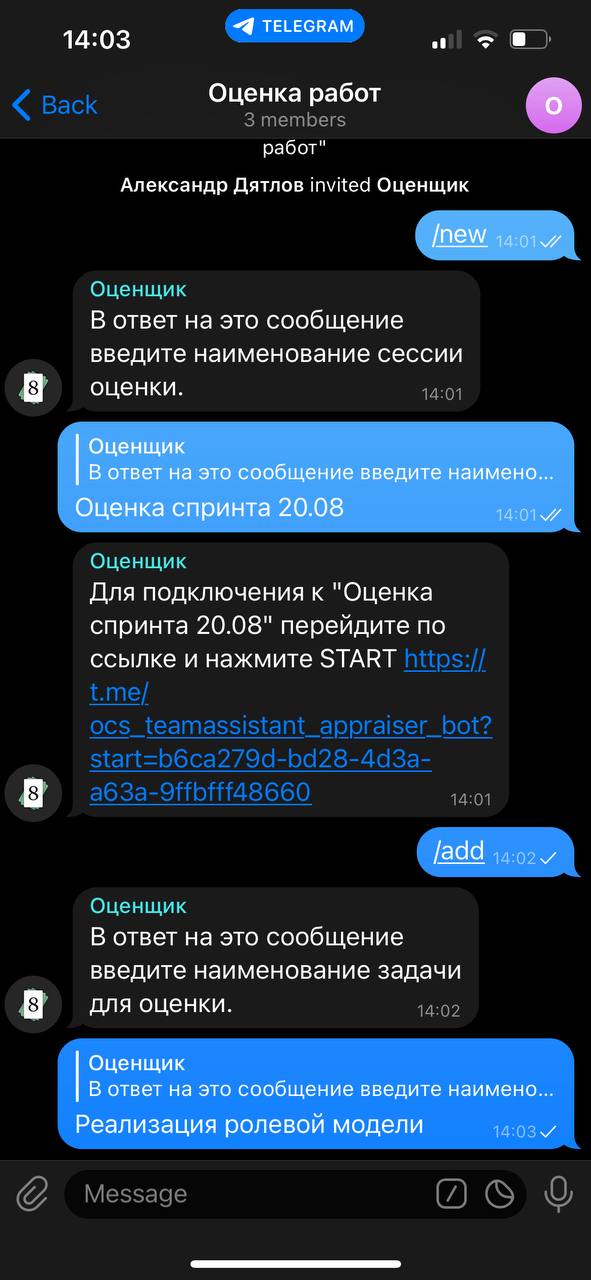 14:03
TELEGRAM
Back
Оценка работ
3 members
О
работ"
Александр Дятлов invited Оценщик
/new 14:01
Оценщик
В ответ на это сообщение
введите наименование сессии
оценки.
14:01
8
Оценщик
В ответ на это сообщение введите наимено...
Оценка спринта 20.08
14:01
Оценщик
Для подключения к "Оценка
спринта 20.08" перейдите по
ссылке и нажмите START https://
t.me/
ocs_teamassistant_appraiser_bot?
start=b6ca279d-bd28-4d3a-
a63a-9ffbfff48660
14:01
8
/add 14:02
Оценщик
В ответ на это сообщение
введите наименование задачи
для оценки.
14:02
8
Оценщик
В ответ на это сообщение введите наимено...
Реализация ролевой модели
14:03
Message